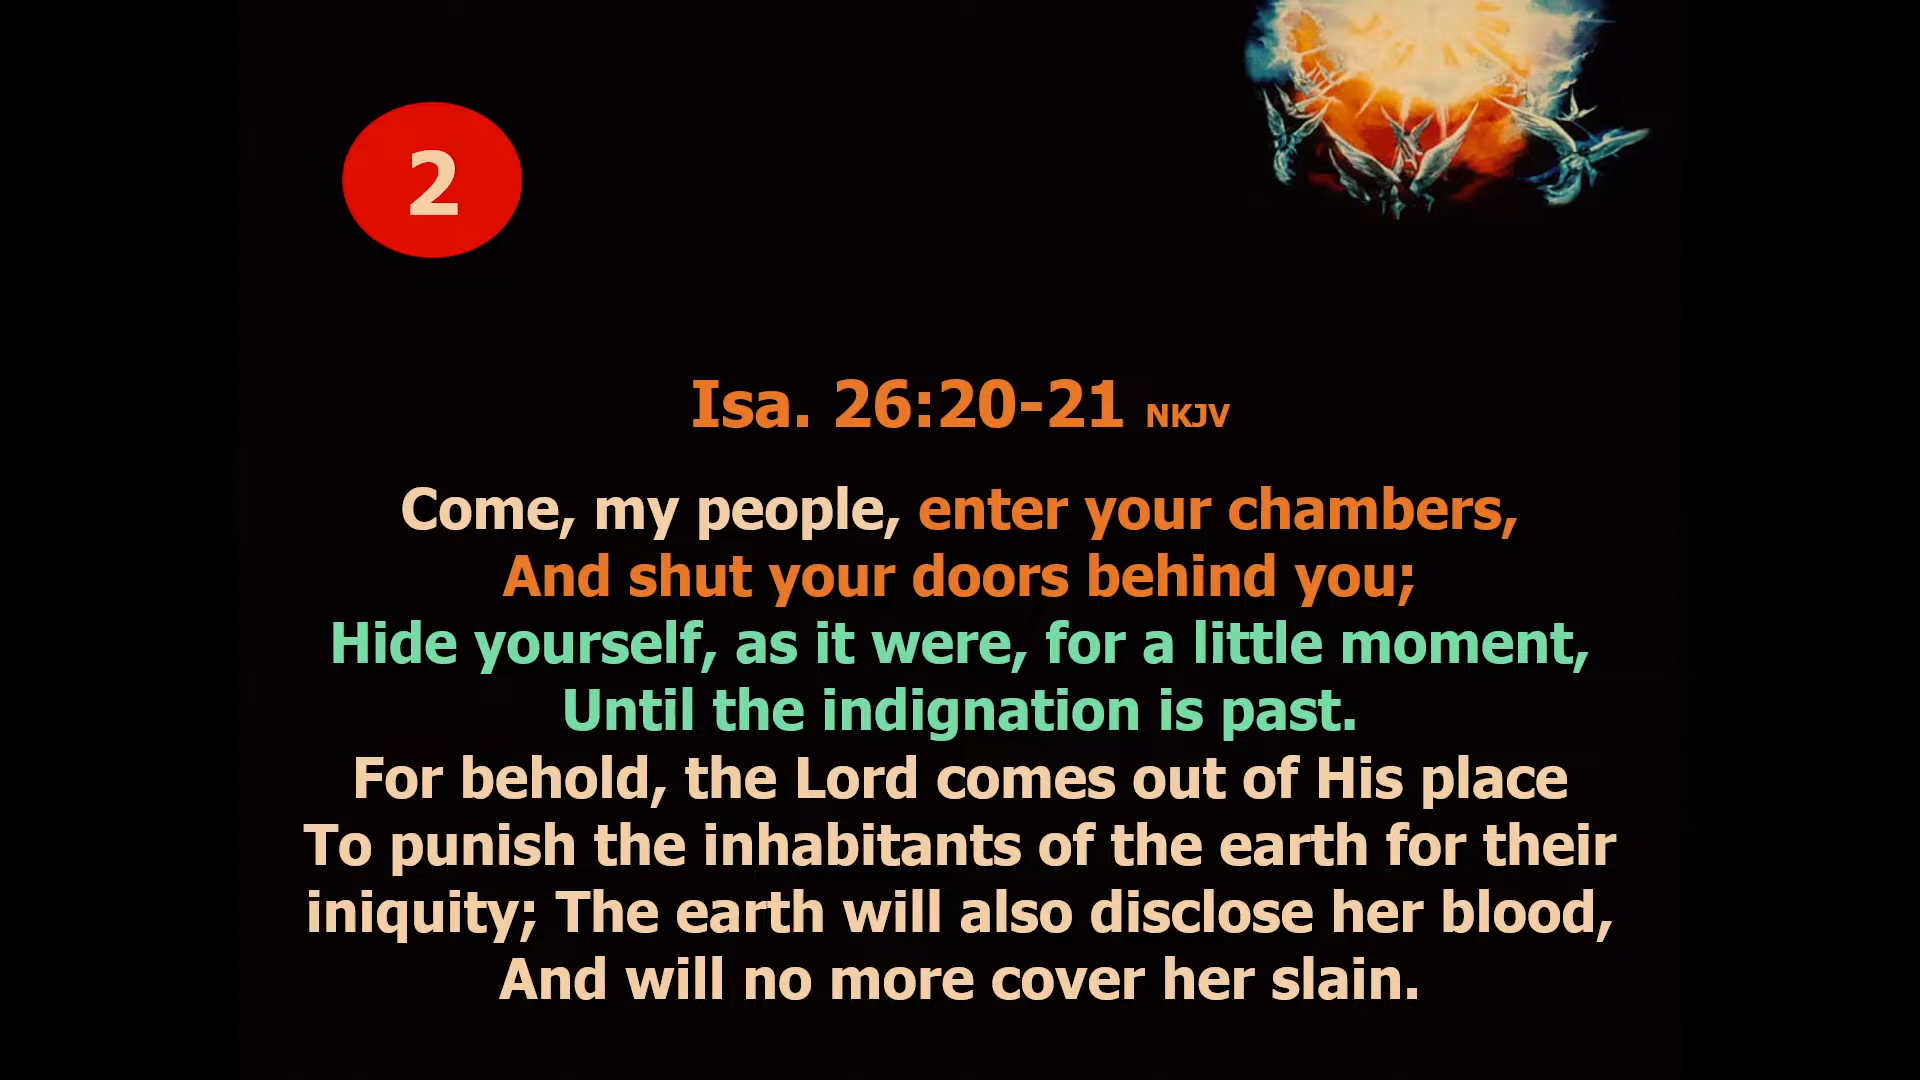 2
Isa. 26:20-21 NKJV
Come, my people, enter your chambers,
And shut your doors behind you;
Hide yourself, as it were, for a little moment,
Until the indignation is past.
For behold, the Lord comes out of His place
To punish the inhabitants of the earth for their
iniquity; The earth will also disclose her blood,
And will no more cover her slain.